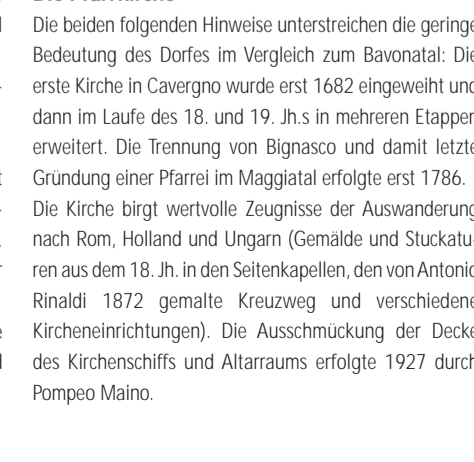 Die beiden folgenden Hinweise unterstreichen die geringe
Bedeutung des Dorfes im Vergleich zum Bavonatal: Die
erste Kirche in Cavergno wurde erst 1682 eingeweiht und
dann im Laufe des 18. und 19. Jh.s in mehreren Etappen
erweitert. Die Trennung von Bignasco und damit letzte
Gründung einer Pfarrei im Maggiatal erfolgte erst 1786.
Die Kirche birgt wertvolle Zeugnisse der Auswanderung
nach Rom, Holland und Ungarn (Gemälde und Stuckatu-
ren aus dem 18. Jh. in den Seitenkapellen, den von Antonio
Rinaldi 1872 gemalte Kreuzweg und verschiedene
Kircheneinrichtungen). Die Ausschmückung der Decke
des Kirchenschiffs und Altarraums erfolgte 1927 durch
Pompeo Maino.